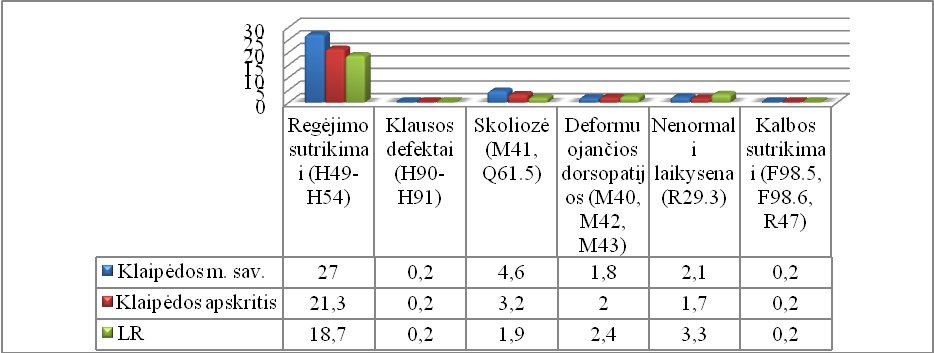 30
25
20
15
10
5
0
Regėjimo
sutrikima
i (H49-
H54)
Klausos
defektai
(H90-
H91)
Skoliozė
(M41,
Q61.5)
Deformu
ojančios
dorsopatij
os (M40,
M42,
M43)
Nenormal
i
laikysena
(R29.3)
Kalbos
sutrikima
i (F98.5,
F98.6,
R47)
Klaipėdos m. sav. 27 0,2 4,6 1,8 2,1 0,2
Klaipėdos apskritis 21,3 0,2 3,2 2 1,7 0,2
LR 18,7 0,2 1,9 2,4 3,3 0,2